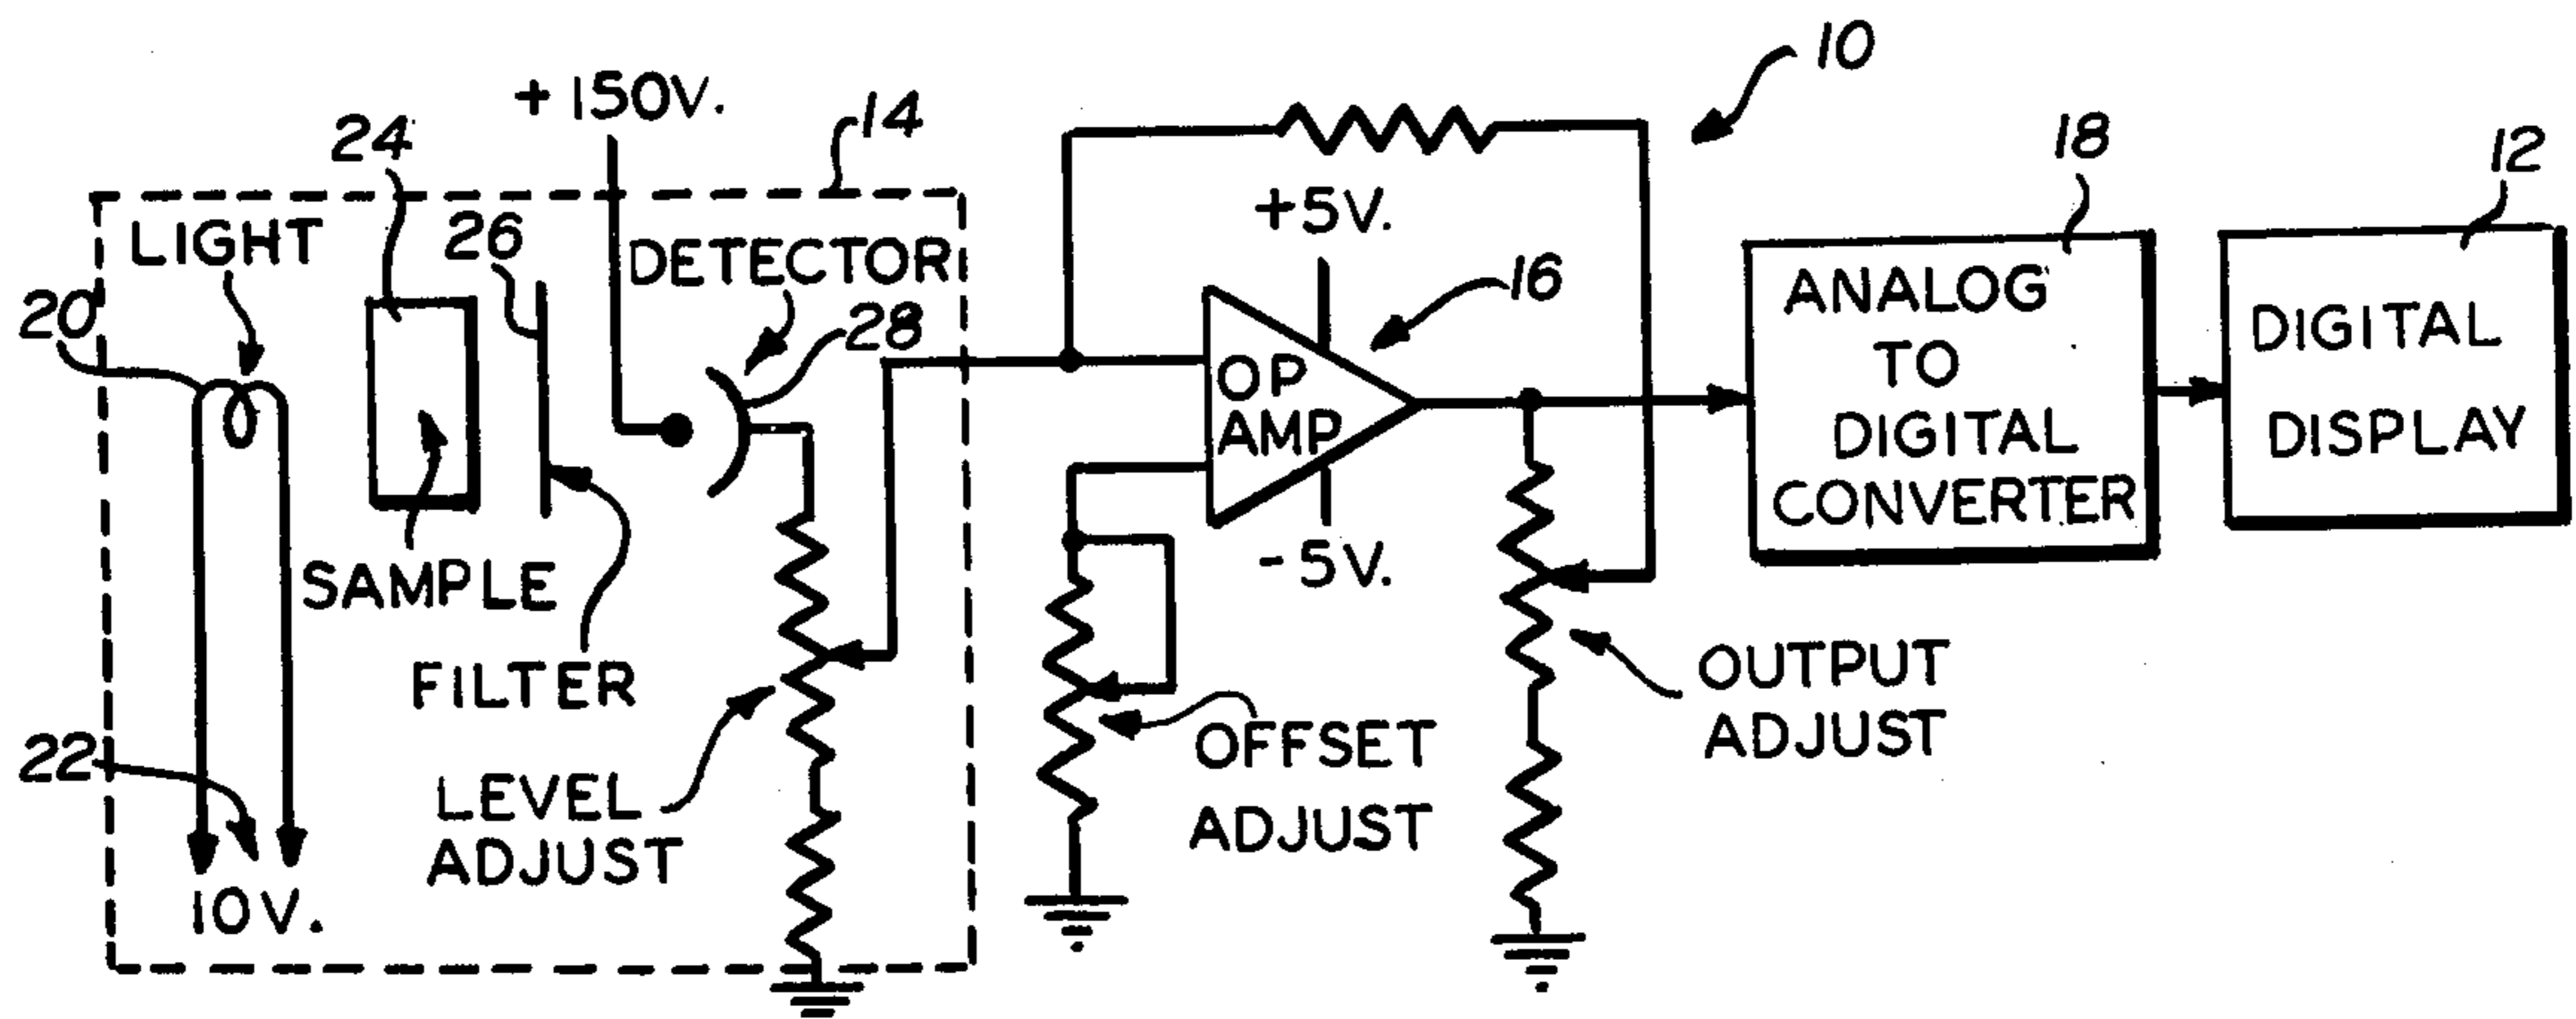 10
+ 150V.
14
24
18
12
LIGHT
26
+5V.
DETECTOR
16
20
28
ANALOG
TO
DIGITAL
CONVERTER
DIGITAL
DISPLAY
OP
AMP
-5V.
SAMPLE
FILTER
OUTPUT
ADJUST
22
LEVEL
ADJUST
OFFSET
ADJUST
10V.